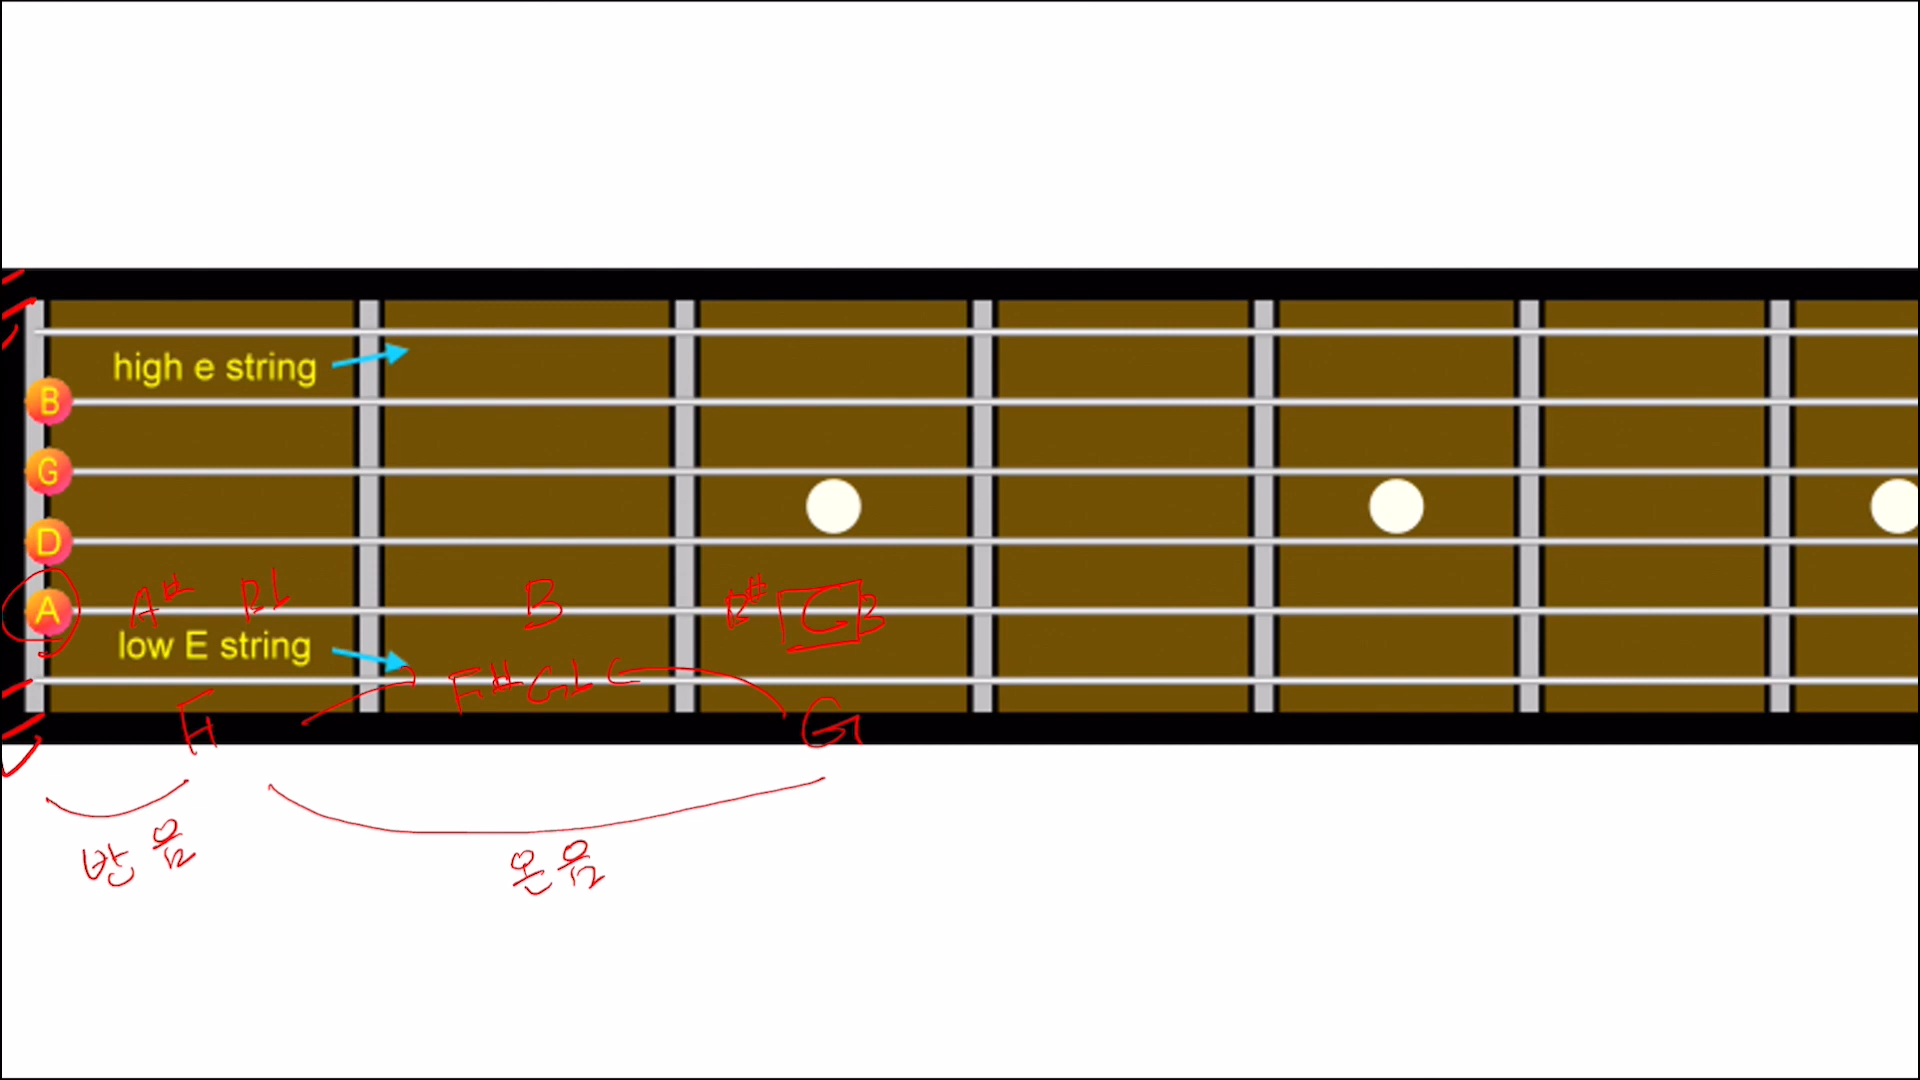 high e string
B
G
D
A A# B♭ B B# C
low E string
F F# G♭ G
반음 온음